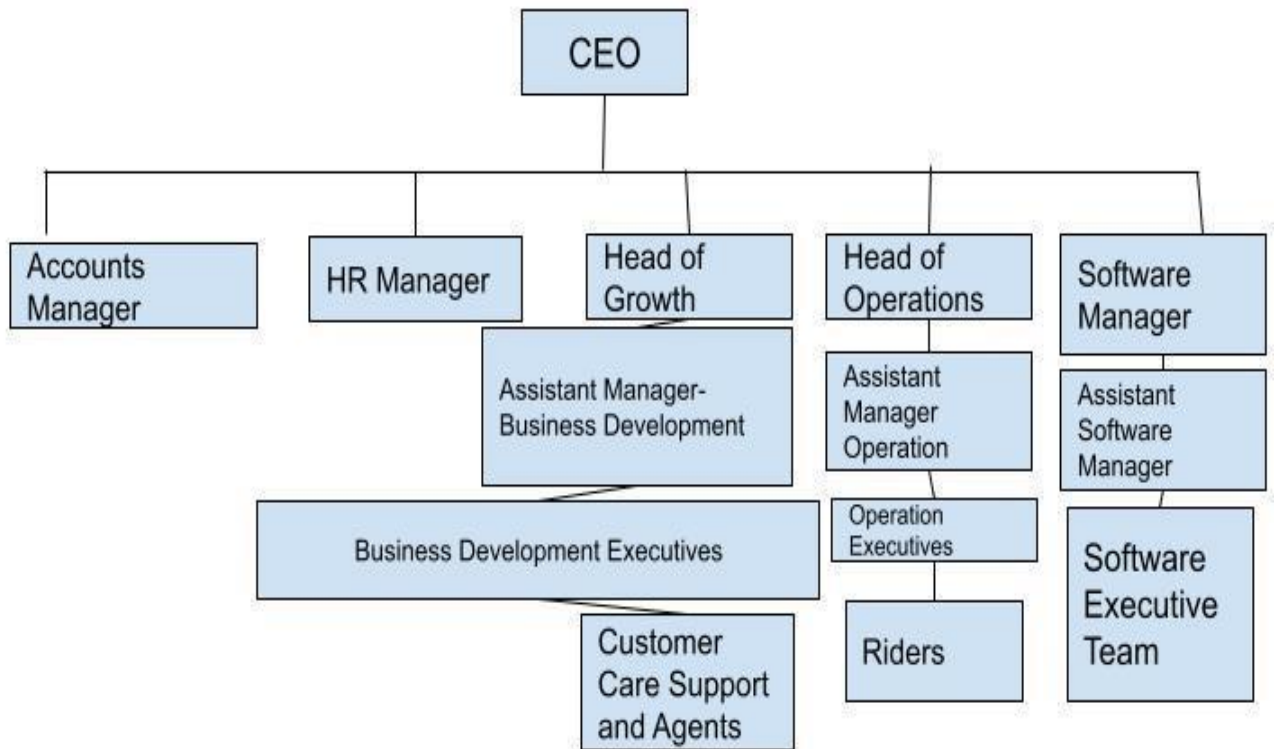 CEO
Accounts
Manager
HR Manager
Head of
Growth
Head of
Operations
Software
Manager
Assistant Manager-
Business Development
Assistant
Manager
Operation
Assistant
Software
Manager
Business Development Executives
Operation
Executives
Software
Executive
Team
Customer
Care Support
and Agents
Riders